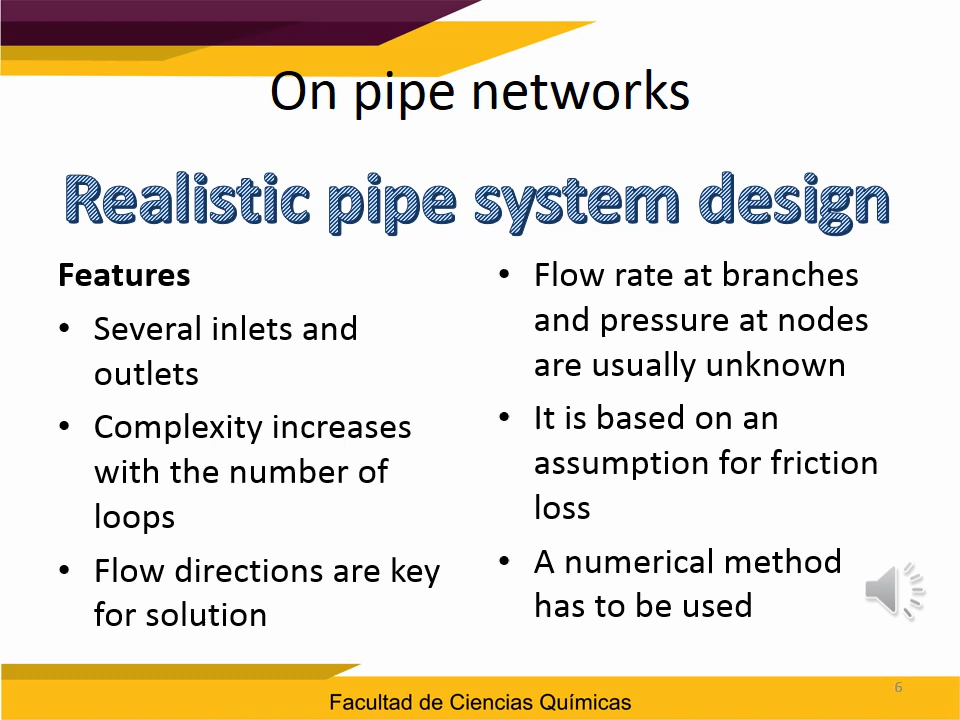 On pipe networks
Realistic pipe system design
Features
• Several inlets and
outlets
• Complexity increases
with the number of
loops
• Flow directions are key
for solution
• Flow rate at branches
and pressure at nodes
are usually unknown
• It is based on an
assumption for friction
loss
• A numerical method
has to be used
6
Facultad de Ciencias Químicas